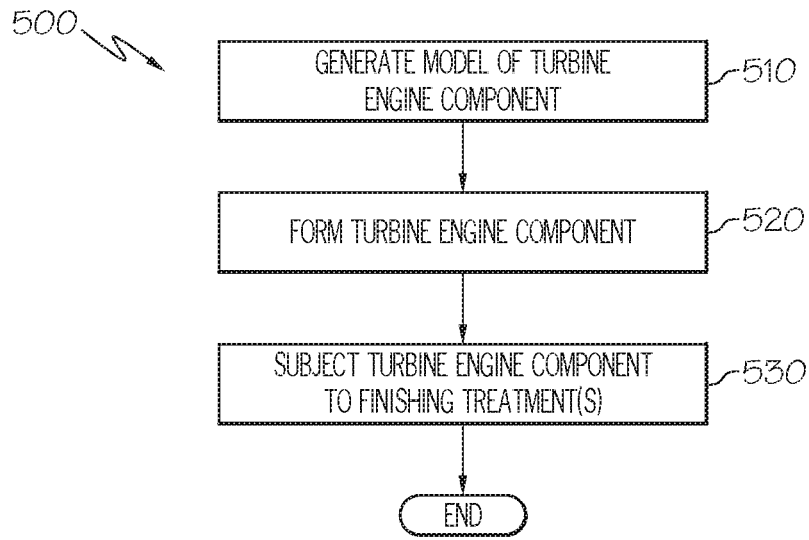 500
GENERATE MODEL OF TURBINE
ENGINE COMPONENT
510
FORM TURBINE ENGINE COMPONENT
520
SUBJECT TURBINE ENGINE COMPONENT
TO FINISHING TREATMENT(S)
530
END